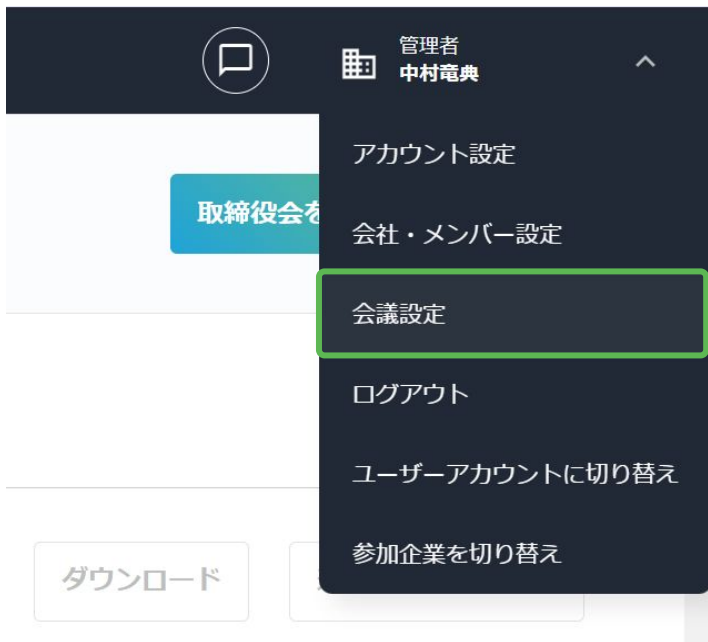 管理者
中村竜典
アカウント設定
取締役会を
会社・メンバー設定
会議設定
ログアウト
ユーザーアカウントに切り替え
参加企業を切り替え
ダウンロード